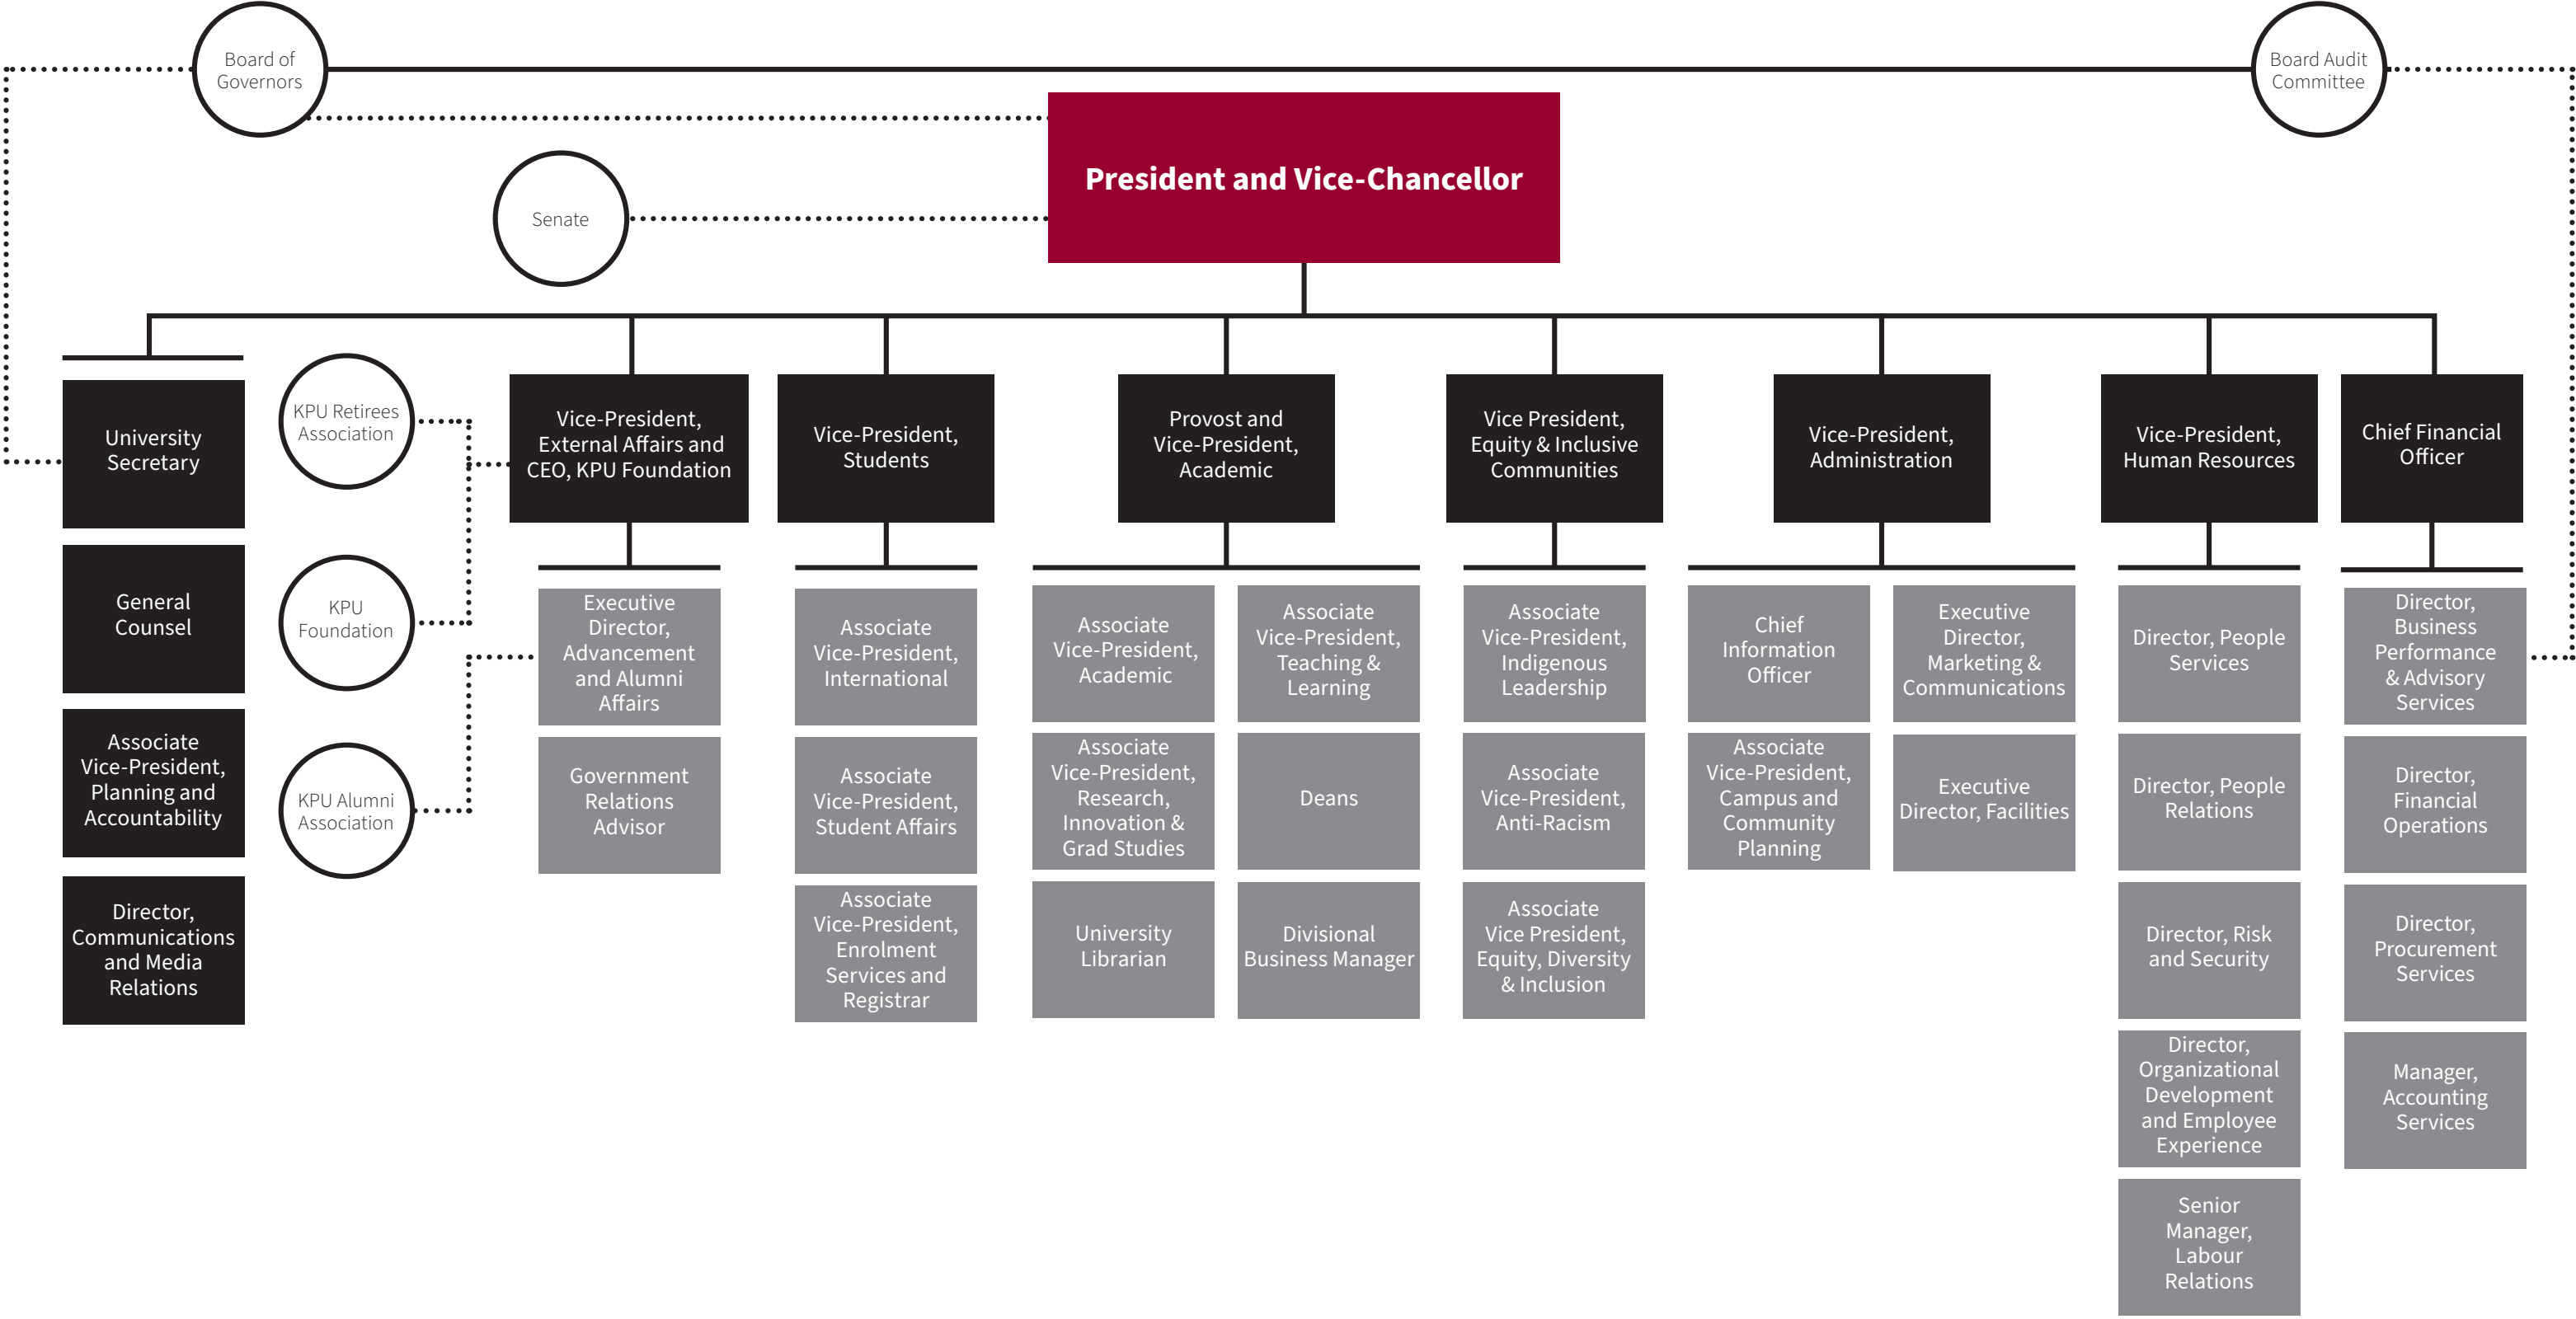 Board of
Governors
Board Audit
Committee
President and Vice-Chancellor
Senate
University
Secretary
General
Counsel
Associate
Vice-President,
Planning and
Accountability
Director,
Communications
and Media
Relations
KPU Retirees
Association
KPU
Foundation
KPU Alumni
Association
Vice-President,
External Affairs and
CEO, KPU Foundation
Executive
Director,
Advancement
and Alumni
Affairs
Government
Relations
Advisor
Vice-President,
Students
Associate
Vice-President,
International
Associate
Vice-President,
Student Affairs
Associate
Vice-President,
Enrolment
Services and
Registrar
Provost and
Vice-President,
Academic
Associate
Vice-President,
Academic
Associate
Vice-President,
Research,
Innovation &
Grad Studies
University
Librarian
Associate
Vice-President,
Teaching &
Learning
Deans
Divisional
Business Manager
Vice President,
Equity & Inclusive
Communities
Associate
Vice-President,
Indigenous
Leadership
Associate
Vice-President,
Anti-Racism
Associate
Vice President,
Equity, Diversity
& Inclusion
Vice-President,
Administration
Chief
Information
Officer
Associate
Vice-President,
Campus and
Community
Planning
Executive
Director,
Marketing &
Communications
Executive
Director, Facilities
Vice-President,
Human Resources
Director, People
Services
Director, People
Relations
Director, Risk
and Security
Director,
Organizational
Development
and Employee
Experience
Senior
Manager,
Labour
Relations
Chief Financial
Officer
Director,
Business
Performance
& Advisory
Services
Director,
Financial
Operations
Director,
Procurement
Services
Manager,
Accounting
Services